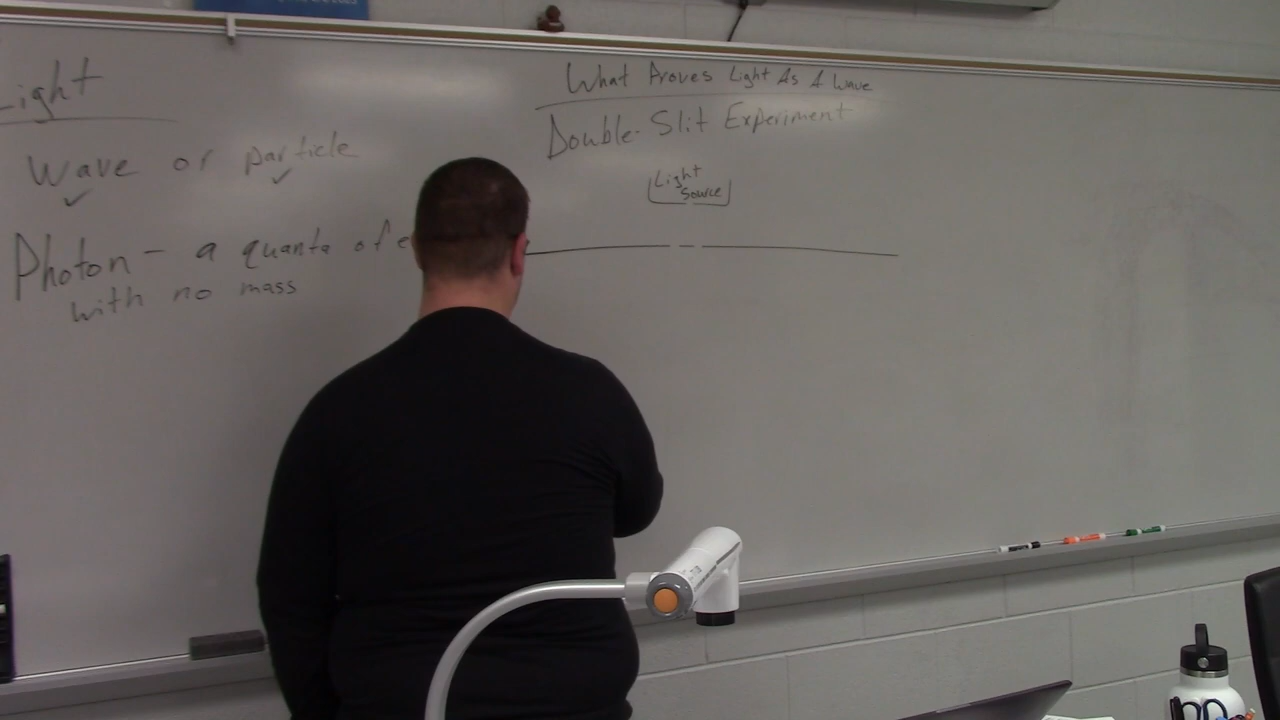 Light
Wave or particle
Photon - a quanta of
with no mass
What Proves Light As A Wave
Double-Slit Experiment
Light
Source